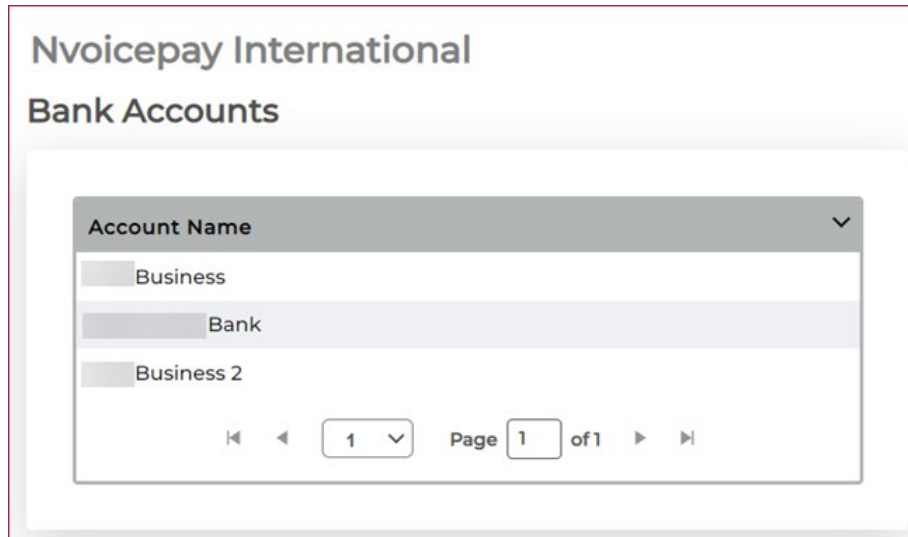 Nvoicepay International
Bank Accounts
Account Name
Business
Bank
Business 2
1 Page 1 of 1